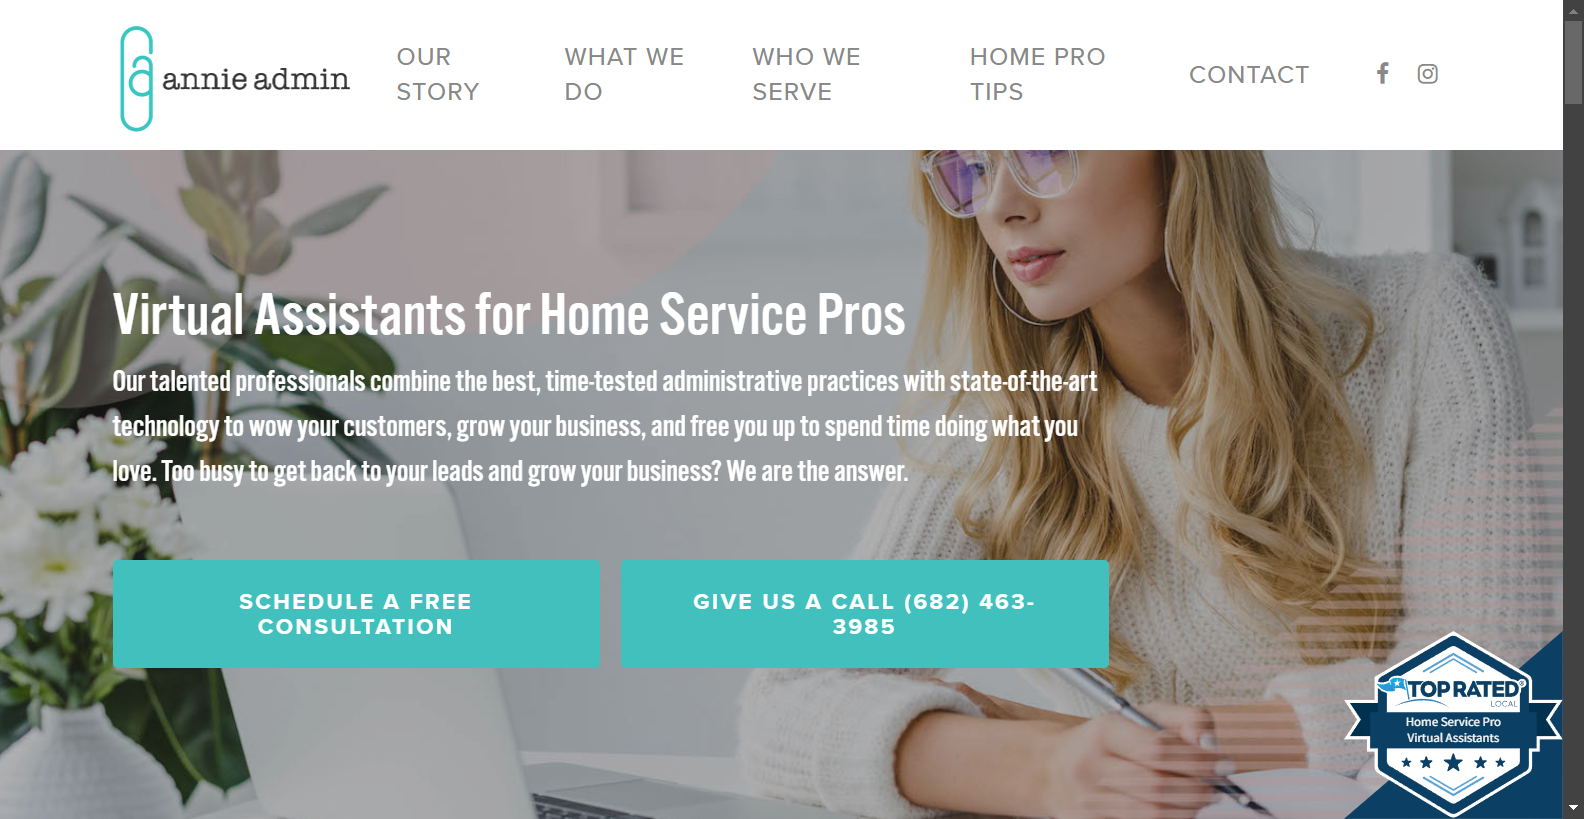 annie admin
OUR
STORY
WHAT WE
DO
WHO WE
SERVE
HOME PRO
TIPS
CONTACT
Virtual Assistants for Home Service Pros
Our talented professionals combine the best, time-tested administrative practices with state-of-the-art
technology to wow your customers, grow your business, and free you up to spend time doing what you
love. Too busy to get back to your leads and grow your business? We are the answer.
SCHEDULE A FREE
CONSULTATION
GIVE US A CALL (682) 463-
3985
TOP RATED®
LOCAL
Home Service Pro
Virtual Assistants